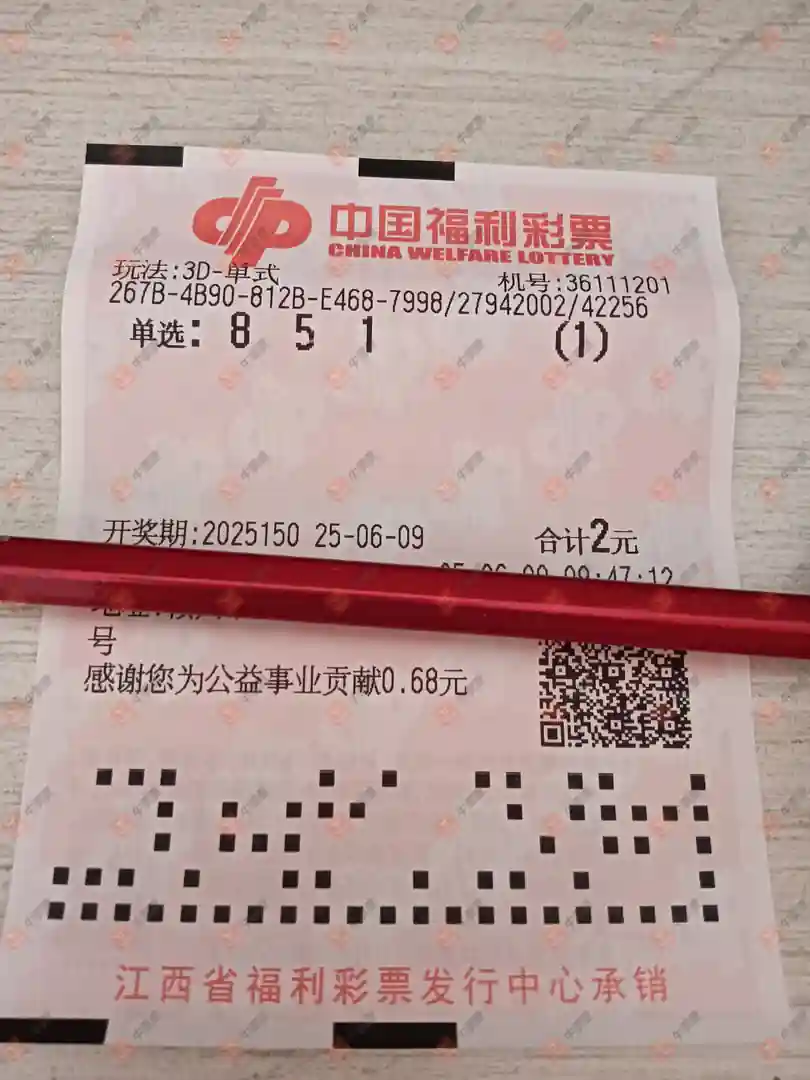 中国福利彩票
CHINA WELFARE LOTTERY
玩法:3D-单式 机号:36111201
267B-4B90-812B-E468-7998/27942002/42256
单选: 8 5 1 (1)
开奖期:2025150 25-06-09 合计2元
09:47:12
号
感谢您为公益事业贡献0.68元
江西省福利彩票发行中心承销